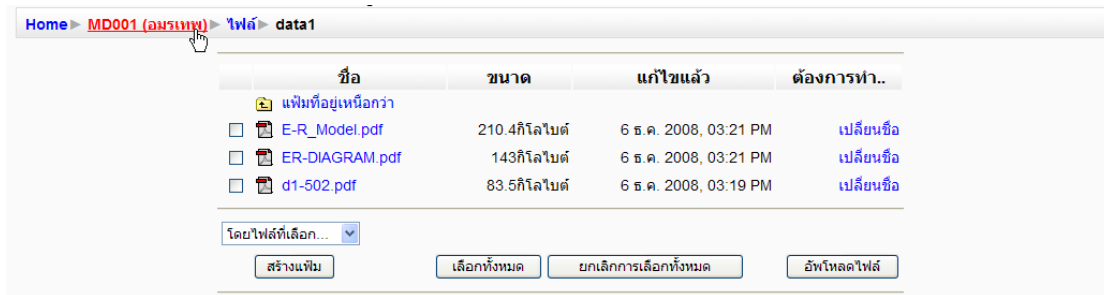 Home► MD001 (อมรเทพ)► ไฟล์► data1
ชื่อ ขนาด แก้ไขแล้ว ต้องการทำ..
แฟ้มที่อยู่เหนือกว่า
E-R_Model.pdf 210.4กิโลไบต์ 6 ธ.ค. 2008, 03:21 PM เปลี่ยนชื่อ
ER-DIAGRAM.pdf 143กิโลไบต์ 6 ธ.ค. 2008, 03:21 PM เปลี่ยนชื่อ
d1-502.pdf 83.5กิโลไบต์ 6 ธ.ค. 2008, 03:19 PM เปลี่ยนชื่อ
โดยไฟล์ที่เลือก...
สร้างแฟ้ม เลือกทั้งหมด ยกเลิกการเลือกทั้งหมด อัพโหลดไฟล์